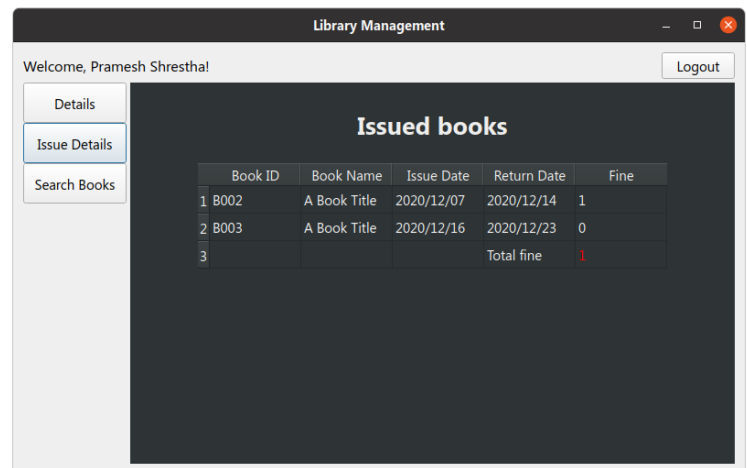 Library Management
Welcome, Pramesh Shrestha!
Logout
Details
Issue Details
Search Books
Issued books
Book ID Book Name Issue Date Return Date Fine
1 B002 A Book Title 2020/12/07 2020/12/14 1
2 B003 A Book Title 2020/12/16 2020/12/23 0
3 Total fine 1